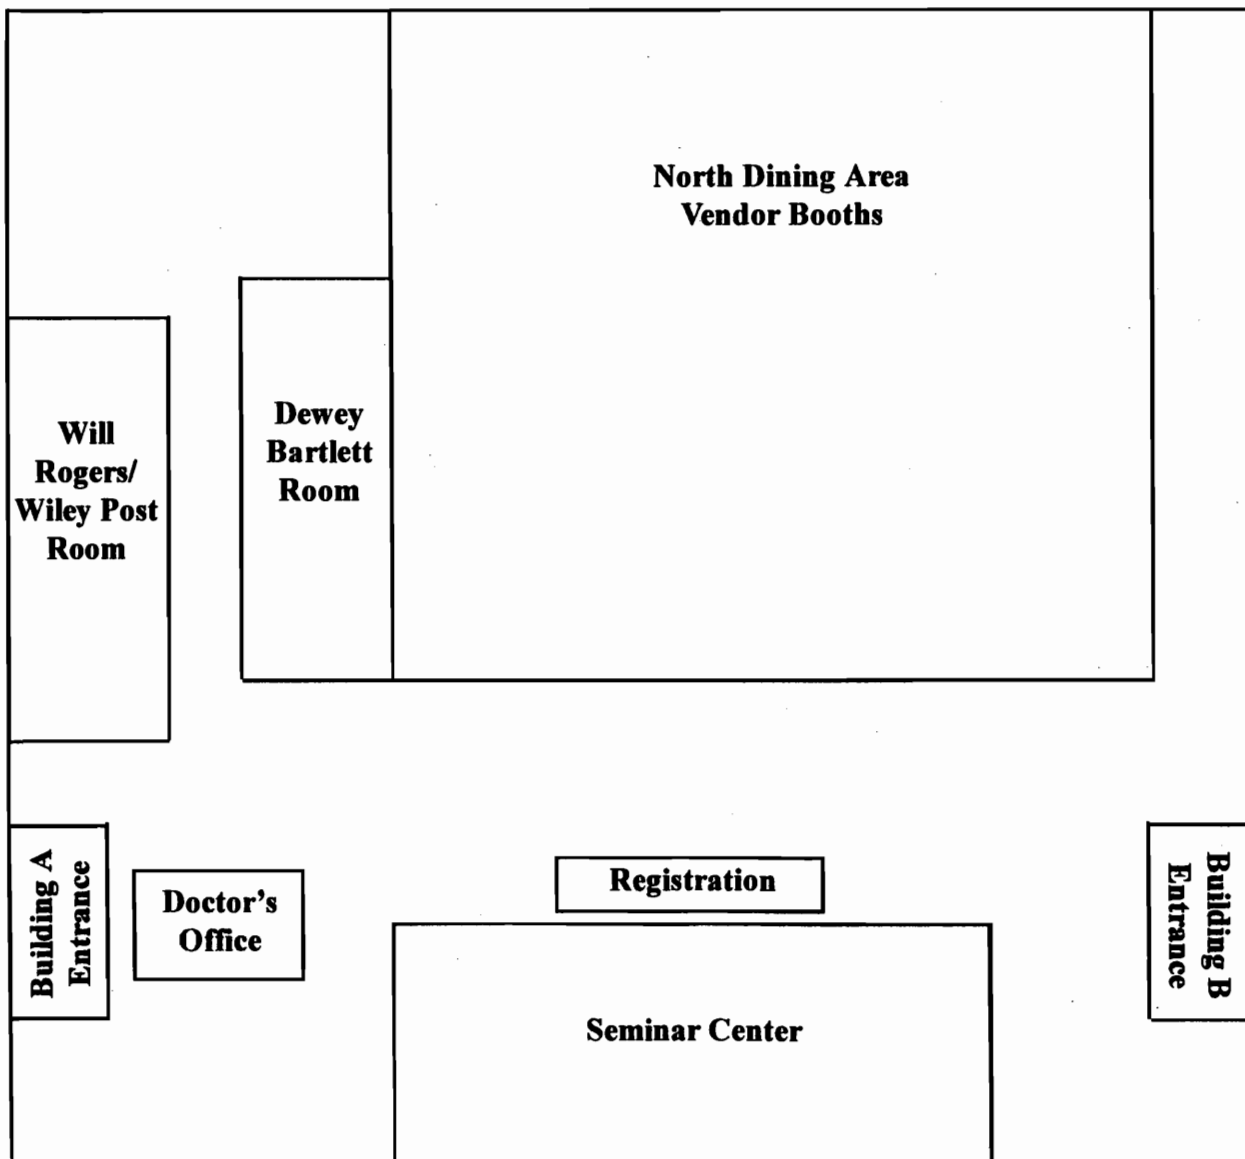 North Dining Area
Vendor Booths
Dewey
Bartlett
Room
Will
Rogers/
Wiley Post
Room
Building A
Entrance
Doctor's
Office
Registration
Building B
Entrance
Seminar Center